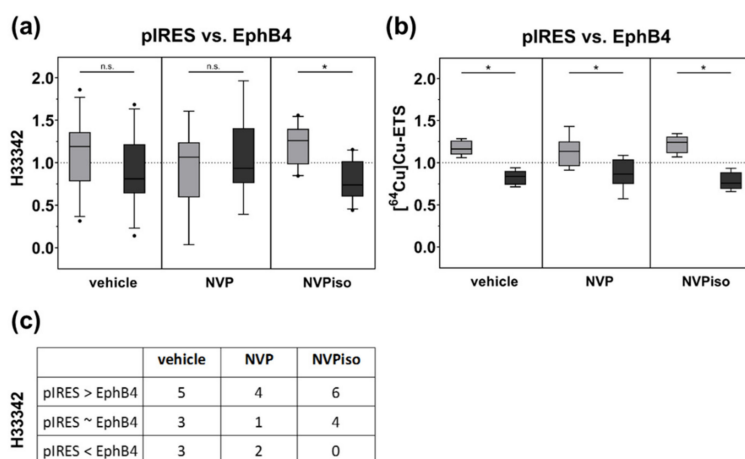 (a)
pIRES vs. EphB4
n.s. n.s. *
H33342
2.0
1.5
1.0
0.5
0.0
vehicle NVP NVPiso
(b)
pIRES vs. EphB4
* * *
[⁶⁴Cu]Cu-ETS
2.0
1.5
1.0
0.5
0.0
vehicle NVP NVPiso
(c)
H33342
vehicle NVP NVPiso
pIRES > EphB4 5 4 6
pIRES ~ EphB4 3 1 4
pIRES < EphB4 3 2 0